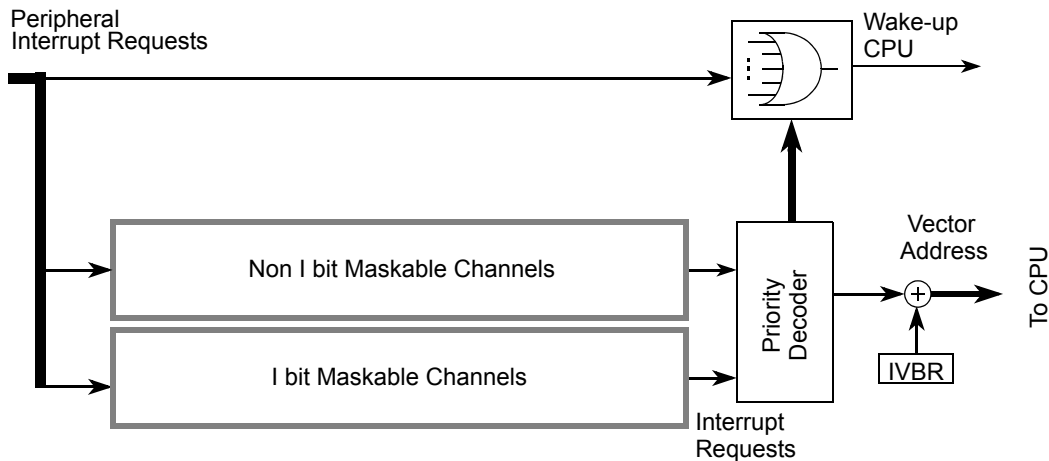 Peripheral
Interrupt Requests
Wake-up
CPU
Non I bit Maskable Channels
I bit Maskable Channels
Priority
Decoder
Interrupt
Requests
Vector
Address
IVBR
To CPU